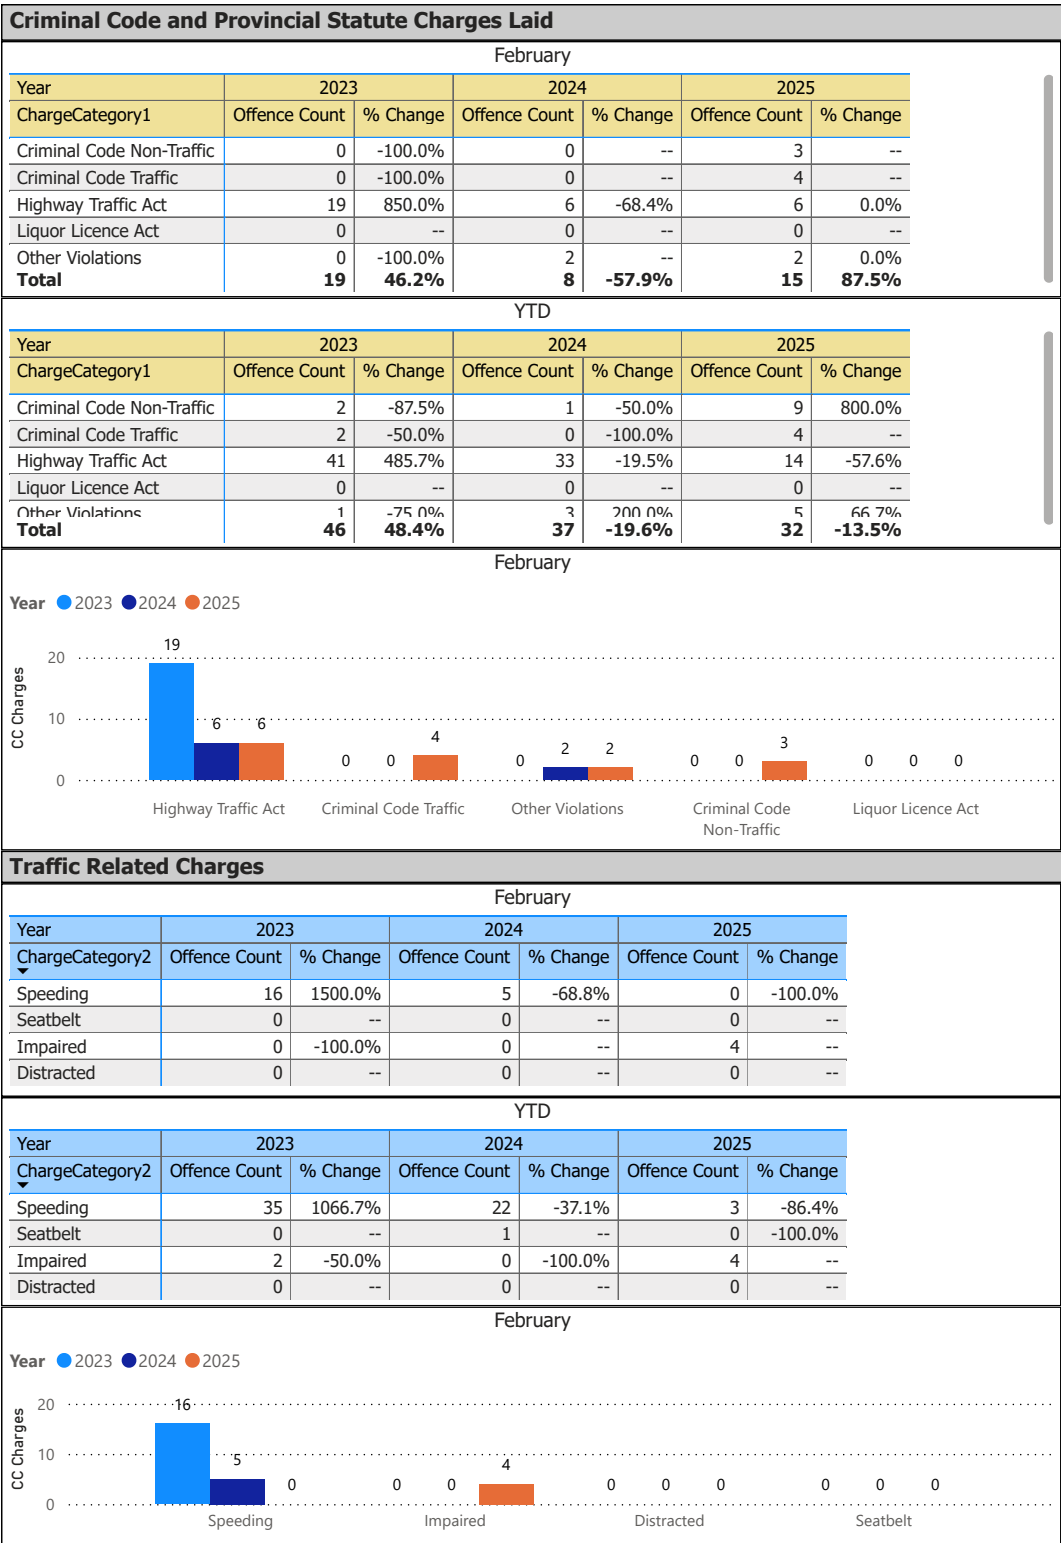 Criminal Code and Provincial Statute Charges Laid
February
Year 2023 2024 2025
ChargeCategory1 Offence Count % Change Offence Count % Change Offence Count % Change
Criminal Code Non-Traffic 0 -100.0% 0 -- 3 --
Criminal Code Traffic 0 -100.0% 0 -- 4 --
Highway Traffic Act 19 850.0% 6 -68.4% 6 0.0%
Liquor Licence Act 0 -- 0 -- 0 --
Other Violations 0 -100.0% 2 -- 2 0.0%
Total 19 46.2% 8 -57.9% 15 87.5%
YTD
Year 2023 2024 2025
ChargeCategory1 Offence Count % Change Offence Count % Change Offence Count % Change
Criminal Code Non-Traffic 2 -87.5% 1 -50.0% 9 800.0%
Criminal Code Traffic 2 -50.0% 0 -100.0% 4 --
Highway Traffic Act 41 485.7% 33 -19.5% 14 -57.6%
Liquor Licence Act 0 -- 0 -- 0 --
Other Violations 1 -75.0% 3 200.0% 5 66.7%
Total 46 48.4% 37 -19.6% 32 -13.5%
February
Year 2023 2024 2025
CC Charges
20
10
0
19 6 6
0 0 4
0 2 2
0 0 3
0 0 0
Highway Traffic Act Criminal Code Traffic Other Violations Criminal Code Liquor Licence Act
Non-Traffic
Traffic Related Charges
February
Year 2023 2024 2025
ChargeCategory2 Offence Count % Change Offence Count % Change Offence Count % Change
Speeding 16 1500.0% 5 -68.8% 0 -100.0%
Seatbelt 0 -- 0 -- 0 --
Impaired 0 -100.0% 0 -- 4 --
Distracted 0 -- 0 -- 0 --
YTD
Year 2023 2024 2025
ChargeCategory2 Offence Count % Change Offence Count % Change Offence Count % Change
Speeding 35 1066.7% 22 -37.1% 3 -86.4%
Seatbelt 0 -- 1 -- 0 -100.0%
Impaired 2 -50.0% 0 -100.0% 4 --
Distracted 0 -- 0 -- 0 --
February
Year 2023 2024 2025
CC Charges
20
10
0
16 5 0
0 0 4
0 0 0
0 0 0
Speeding Impaired Distracted Seatbelt